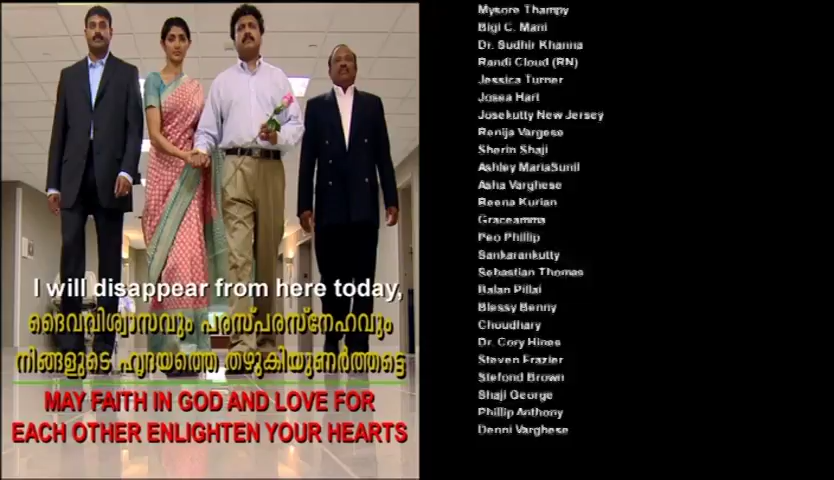 I will disappear from here today,
ദൈവവിശ്വാസവും പരസ്പരസ്നേഹവും
നിങ്ങളുടെ ഹൃദയത്തെ തഴുകിയുണർത്തട്ടെ
MAY FAITH IN GOD AND LOVE FOR
EACH OTHER ENLIGHTEN YOUR HEARTS
Mysore Thampy
Bigi C. Mani
Dr. Sudhir Khanna
Randi Cloud (RN)
Jessica Turner
Josea Hart
Josekutty New Jersey
Renija Vargese
Sherin Shaji
Ashley MariaSunil
Asha Varghese
Reena Kurian
Graceamma
Peo Phillip
Sankarankutty
Sebastian Thomas
Balan Pillai
Blessy Benny
Choudhary
Dr. Cory Hines
Steven Frazier
Stefond Brown
Shaji George
Phillip Anthony
Denni Varghese